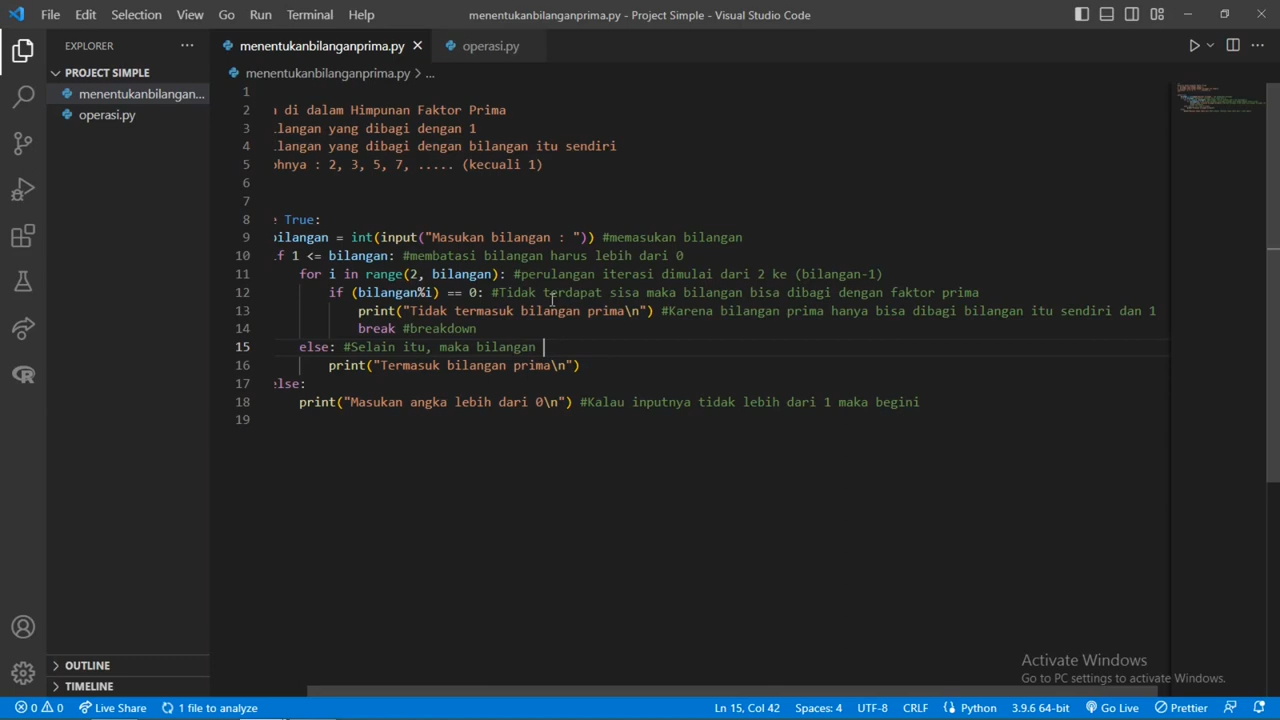 File Edit Selection View Go Run Terminal Help
menentukanbilanganprima.py - Project Simple - Visual Studio Code
EXPLORER
PROJECT SIMPLE
menentukanbilangan...
operasi.py
OUTLINE
TIMELINE
menentukanbilanganprima.py operasi.py
menentukanbilanganprima.py > ...
1
2 a di dalam Himpunan Faktor Prima
3 ilangan yang dibagi dengan 1
4 ilangan yang dibagi dengan bilangan itu sendiri
5 ohnya : 2, 3, 5, 7, ..... (kecuali 1)
6
7
8 e True:
9 bilangan = int(input("Masukan bilangan : ")) #memasukan bilangan
10 if 1 <= bilangan: #membatasi bilangan harus lebih dari 0
11 for i in range(2, bilangan): #perulangan iterasi dimulai dari 2 ke (bilangan-1)
12 if (bilangan%i) == 0: #Tidak terdapat sisa maka bilangan bisa dibagi dengan faktor prima
13 print("Tidak termasuk bilangan prima\n") #Karena bilangan prima hanya bisa dibagi bilangan itu sendiri dan 1
14 break #breakdown
15 else: #Selain itu, maka bilangan
16 print("Termasuk bilangan prima\n")
17 else:
18 print("Masukan angka lebih dari 0\n") #Kalau inputnya tidak lebih dari 1 maka begini
19
Activate Windows
Go to PC settings to activate Windows.
0 0 Live Share 1 file to analyze Ln 15, Col 42 Spaces: 4 UTF-8 CRLF Python 3.9.6 64-bit Go Live Prettier